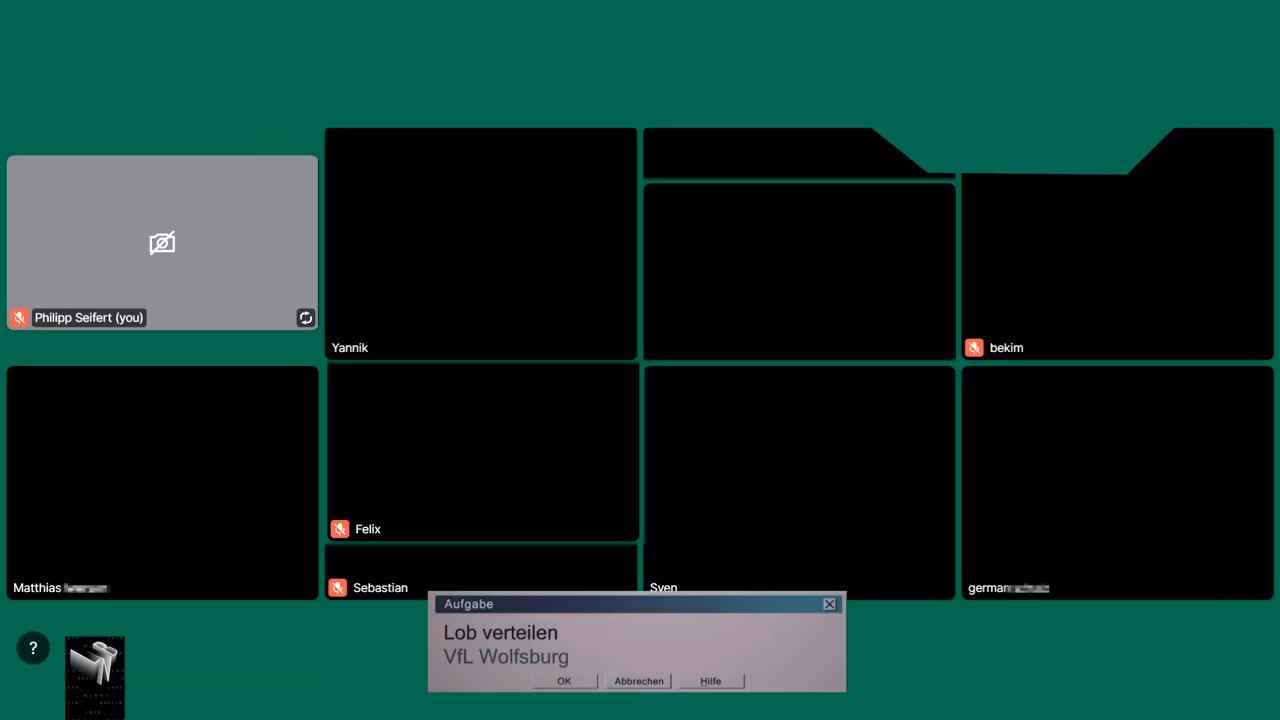 Philipp Seifert (you)
Yannik
bekim
Felix
Matthias
Sebastian
Sven
german
Aufgabe
Lob verteilen
VfL Wolfsburg
OK
Abbrechen
Hilfe
?